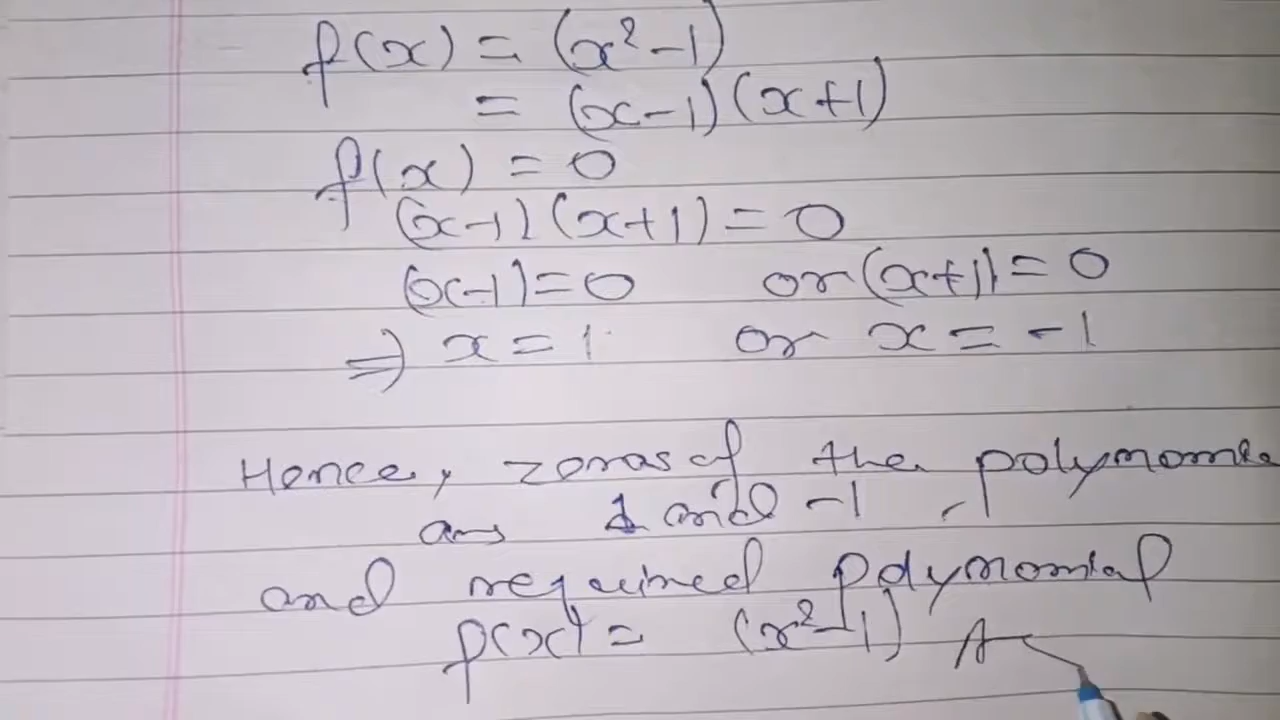 f(x) = (x²-1)
= (x-1)(x+1)
f(x) = 0
(x-1)(x+1) = 0
(x-1)=0 or (x+1)=0
⇒ x = 1 or x = -1
Hence, zeros of the polynomia
are 1 and -1
and required polynomial
p(x) = (x²-1) A